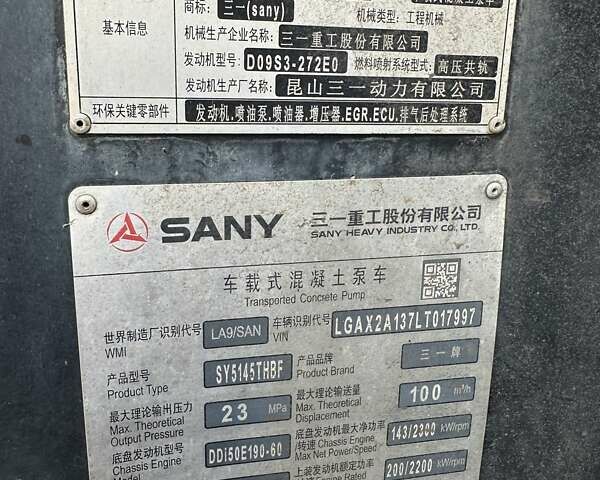 商标: 三一(sany)
机械类型: 工程机械
基本信息
机械生产企业名称: 三一重工股份有限公司
发动机型号: D09S3-272E0 燃料喷射系统型式: 高压共轨
发动机生产厂名称: 昆山三一动力有限公司
环保关键零部件 发动机.喷油泵.喷油器.增压器.EGR.ECU.排气后处理系统
SANY 三一重工股份有限公司
SANY HEAVY INDUSTRY CO., LTD.
车载式混凝土泵车
Transported Concrete Pump
世界制造厂识别代号 LA9/SAN 车辆识别代号 LGAX2A137LT017997
WMI VIN
产品型号 SY5145THBF 产品品牌 三一牌
Product Type Product Brand
最大理论输出压力 23 MPa 最大理论输送量 100 m³/h
Max. Theoretical Max. Theoretical
Output Pressure Displacement
底盘发动机型号 DDi50E190-60 底盘发动机最大净功率 143/2300 kW/rpm
Chassis Engine /转速 Chassis Engine
Model Max Net Power/Speed
上装发动机额定功率 200/2200 kW/rpm